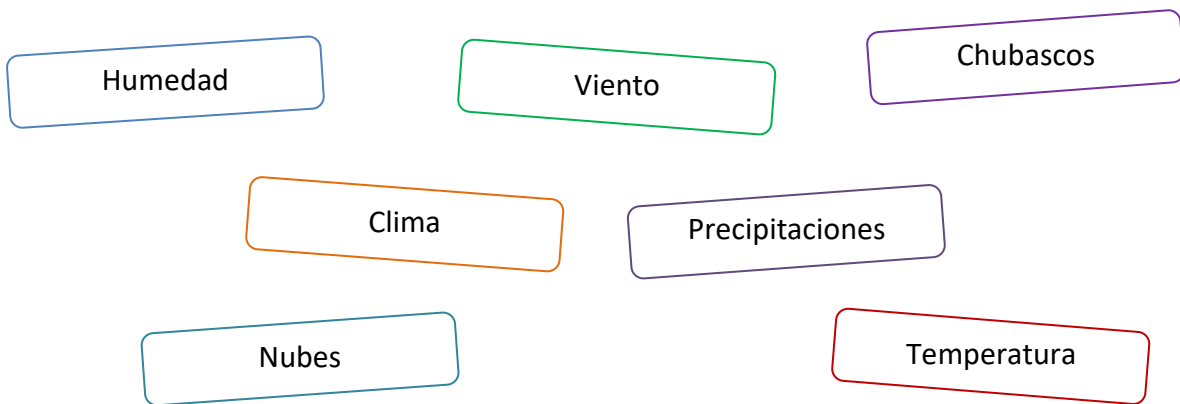 Humedad
Viento
Chubascos
Clima
Precipitaciones
Nubes
Temperatura